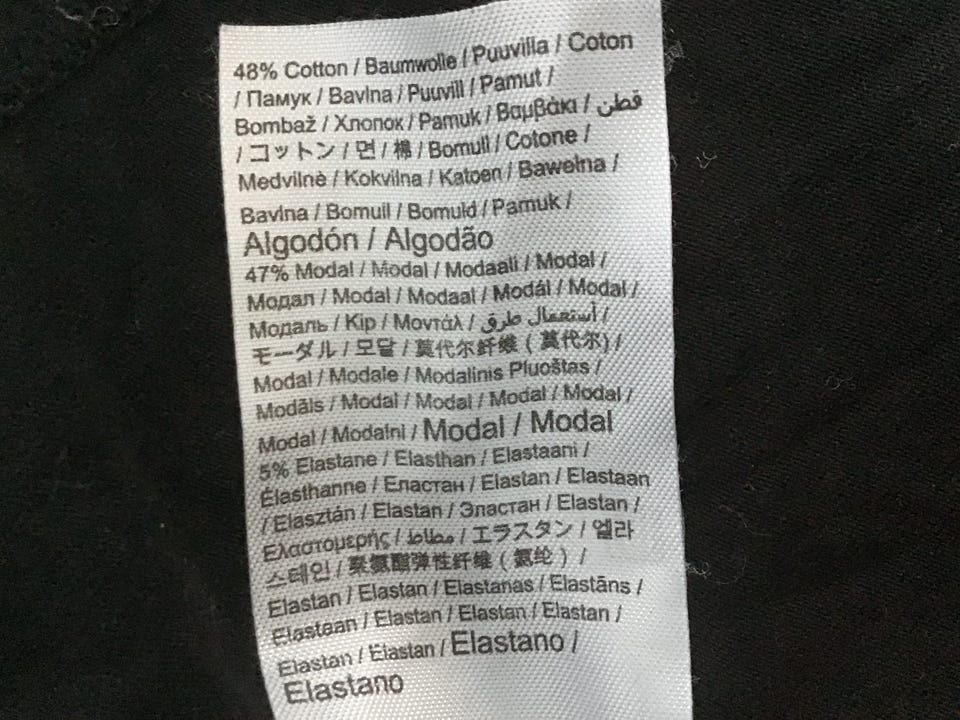 48% Cotton / Baumwolle / Puuvilla / Coton
/ Памук / Bavlna / Puuvill / Pamut /
Bombaž / Хлопок / Pamuk / Βαμβάκι / قطن
/ コットン / 면 / 棉 / Bomull / Cotone /
Medvilnė / Kokvilna / Katoen / Bawełna /
Bavlna / Bomull / Bomuld / Pamuk /
Algodón / Algodão
47% Modal / Modal / Modaali / Modal /
Модал / Modal / Modaal / Modál / Modal /
Модаль / Kip / Μοντάλ / أستعمال طرق /
モーダル / 모달 / 莫代尔纤维 ( 莫代尔) /
Modal / Modale / Modalinis Pluoštas /
Modāls / Modal / Modal / Modal / Modal /
Modal / Modalni / Modal / Modal
5% Elastane / Elasthan / Elastaani /
Élasthanne / Еластан / Elastan / Elastaan
/ Elasztán / Elastan / Эластан / Elastan /
Ελαστομερής / مطاط / エラスタン / 엘라
스테인 / 聚氨酯弹性纤维 ( 氨纶 ) /
Elastan / Elastan / Elastanas / Elastāns /
Elastaan / Elastan / Elastan / Elastan /
Elastan / Elastan / Elastano /
Elastano